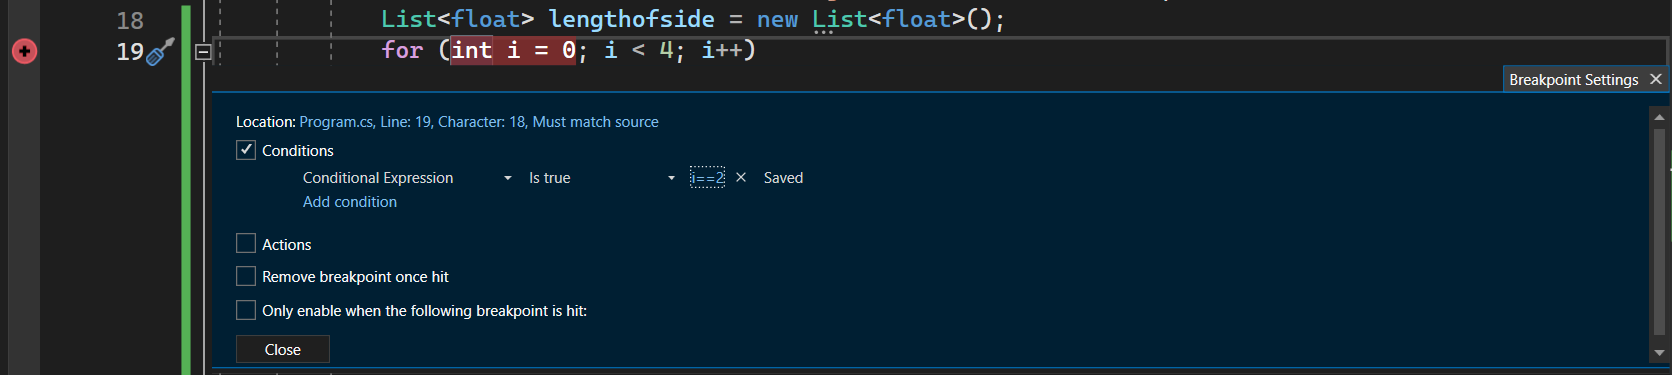 18 List<float> lengthofside = new List<float>();
19 for (int i = 0; i < 4; i++)
Breakpoint Settings
Location: Program.cs, Line: 19, Character: 18, Must match source
Conditions
Conditional Expression Is true i==2 Saved
Add condition
Actions
Remove breakpoint once hit
Only enable when the following breakpoint is hit:
Close